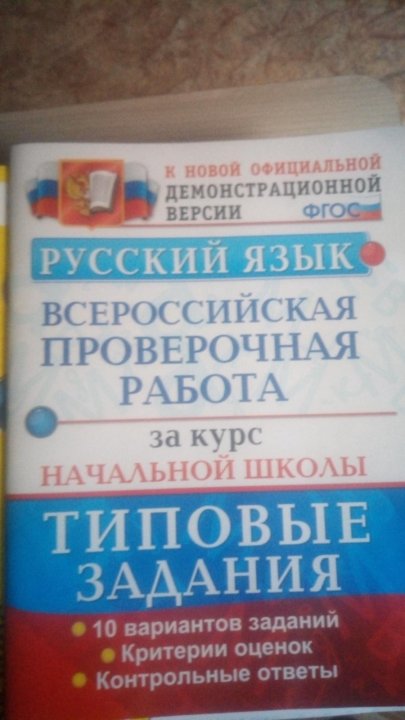 К НОВОЙ ОФИЦИАЛЬНОЙ
ДЕМОНСТРАЦИОННОЙ
ВЕРСИИ ФГОС
РУССКИЙ ЯЗЫК
ВСЕРОССИЙСКАЯ
ПРОВЕРОЧНАЯ
РАБОТА
за курс
НАЧАЛЬНОЙ ШКОЛЫ
ТИПОВЫЕ
ЗАДАНИЯ
• 10 вариантов заданий
• Критерии оценок
• Контрольные ответы